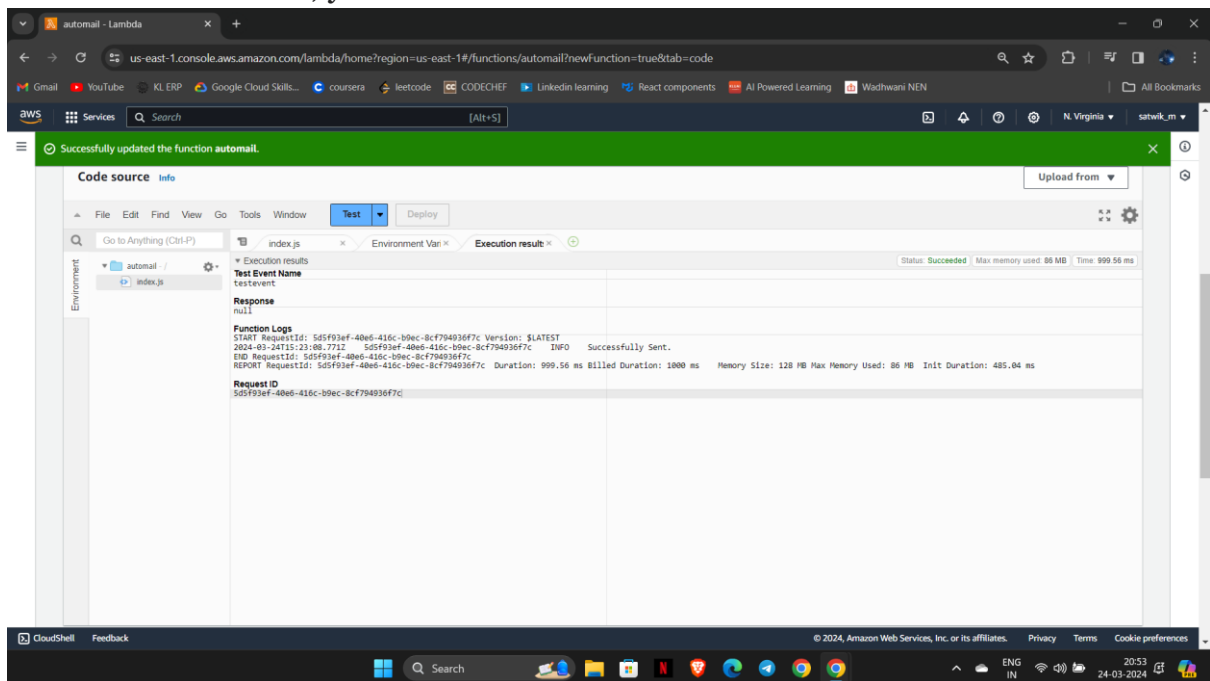 automail - Lambda
us-east-1.console.aws.amazon.com/lambda/home?region=us-east-1#/functions/automail?newFunction=true&tab=code
Gmail YouTube KL ERP Google Cloud Skills... coursera leetcode CODECHEF Linkedin learning React components AI Powered Learning Wadhwani NEN All Bookmarks
aws Services Search [Alt+S] N. Virginia satwik_m
Successfully updated the function automail.
Code source Info Upload from
File Edit Find View Go Tools Window Test Deploy
Go to Anything (Ctrl-P) index.js Environment Vari Execution results
Environment
automail - /
index.js
Execution results Status: Succeeded Max memory used: 86 MB Time: 999.56 ms
Test Event Name
testevent
Response
null
Function Logs
START RequestId: 5d5f93ef-40e6-416c-b9ec-8cf794936f7c Version: $LATEST
2024-03-24T15:23:08.771Z 5d5f93ef-40e6-416c-b9ec-8cf794936f7c INFO Successfully Sent.
END RequestId: 5d5f93ef-40e6-416c-b9ec-8cf794936f7c
REPORT RequestId: 5d5f93ef-40e6-416c-b9ec-8cf794936f7c Duration: 999.56 ms Billed Duration: 1000 ms Memory Size: 128 MB Max Memory Used: 86 MB Init Duration: 485.04 ms
Request ID
5d5f93ef-40e6-416c-b9ec-8cf794936f7c
CloudShell Feedback © 2024, Amazon Web Services, Inc. or its affiliates. Privacy Terms Cookie preferences
Search ENG IN 20:53 24-03-2024